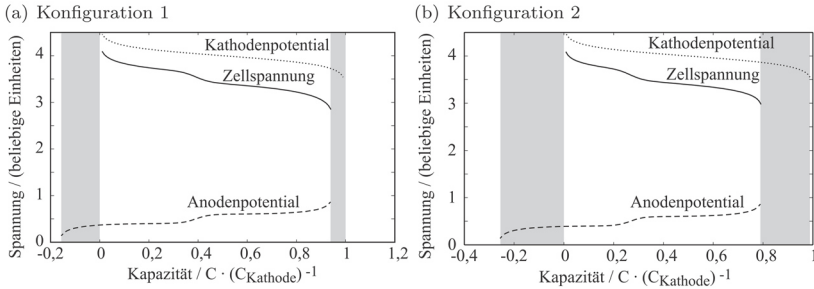 (a) Konfiguration 1
Spannung / (beliebige Einheiten)
5
4
3
2
1
0
Kathodenpotential
Zellspannung
Anodenpotential
-0,2 0 0,2 0,4 0,6 0,8 1 1,2
Kapazität / C · (CKathode) -1
(b) Konfiguration 2
Spannung / (beliebige Einheiten)
5
4
3
2
1
0
Kathodenpotential
Zellspannung
Anodenpotential
-0,4 -0,2 0 0,2 0,4 0,6 0,8 1
Kapazität / C · (CKathode) -1